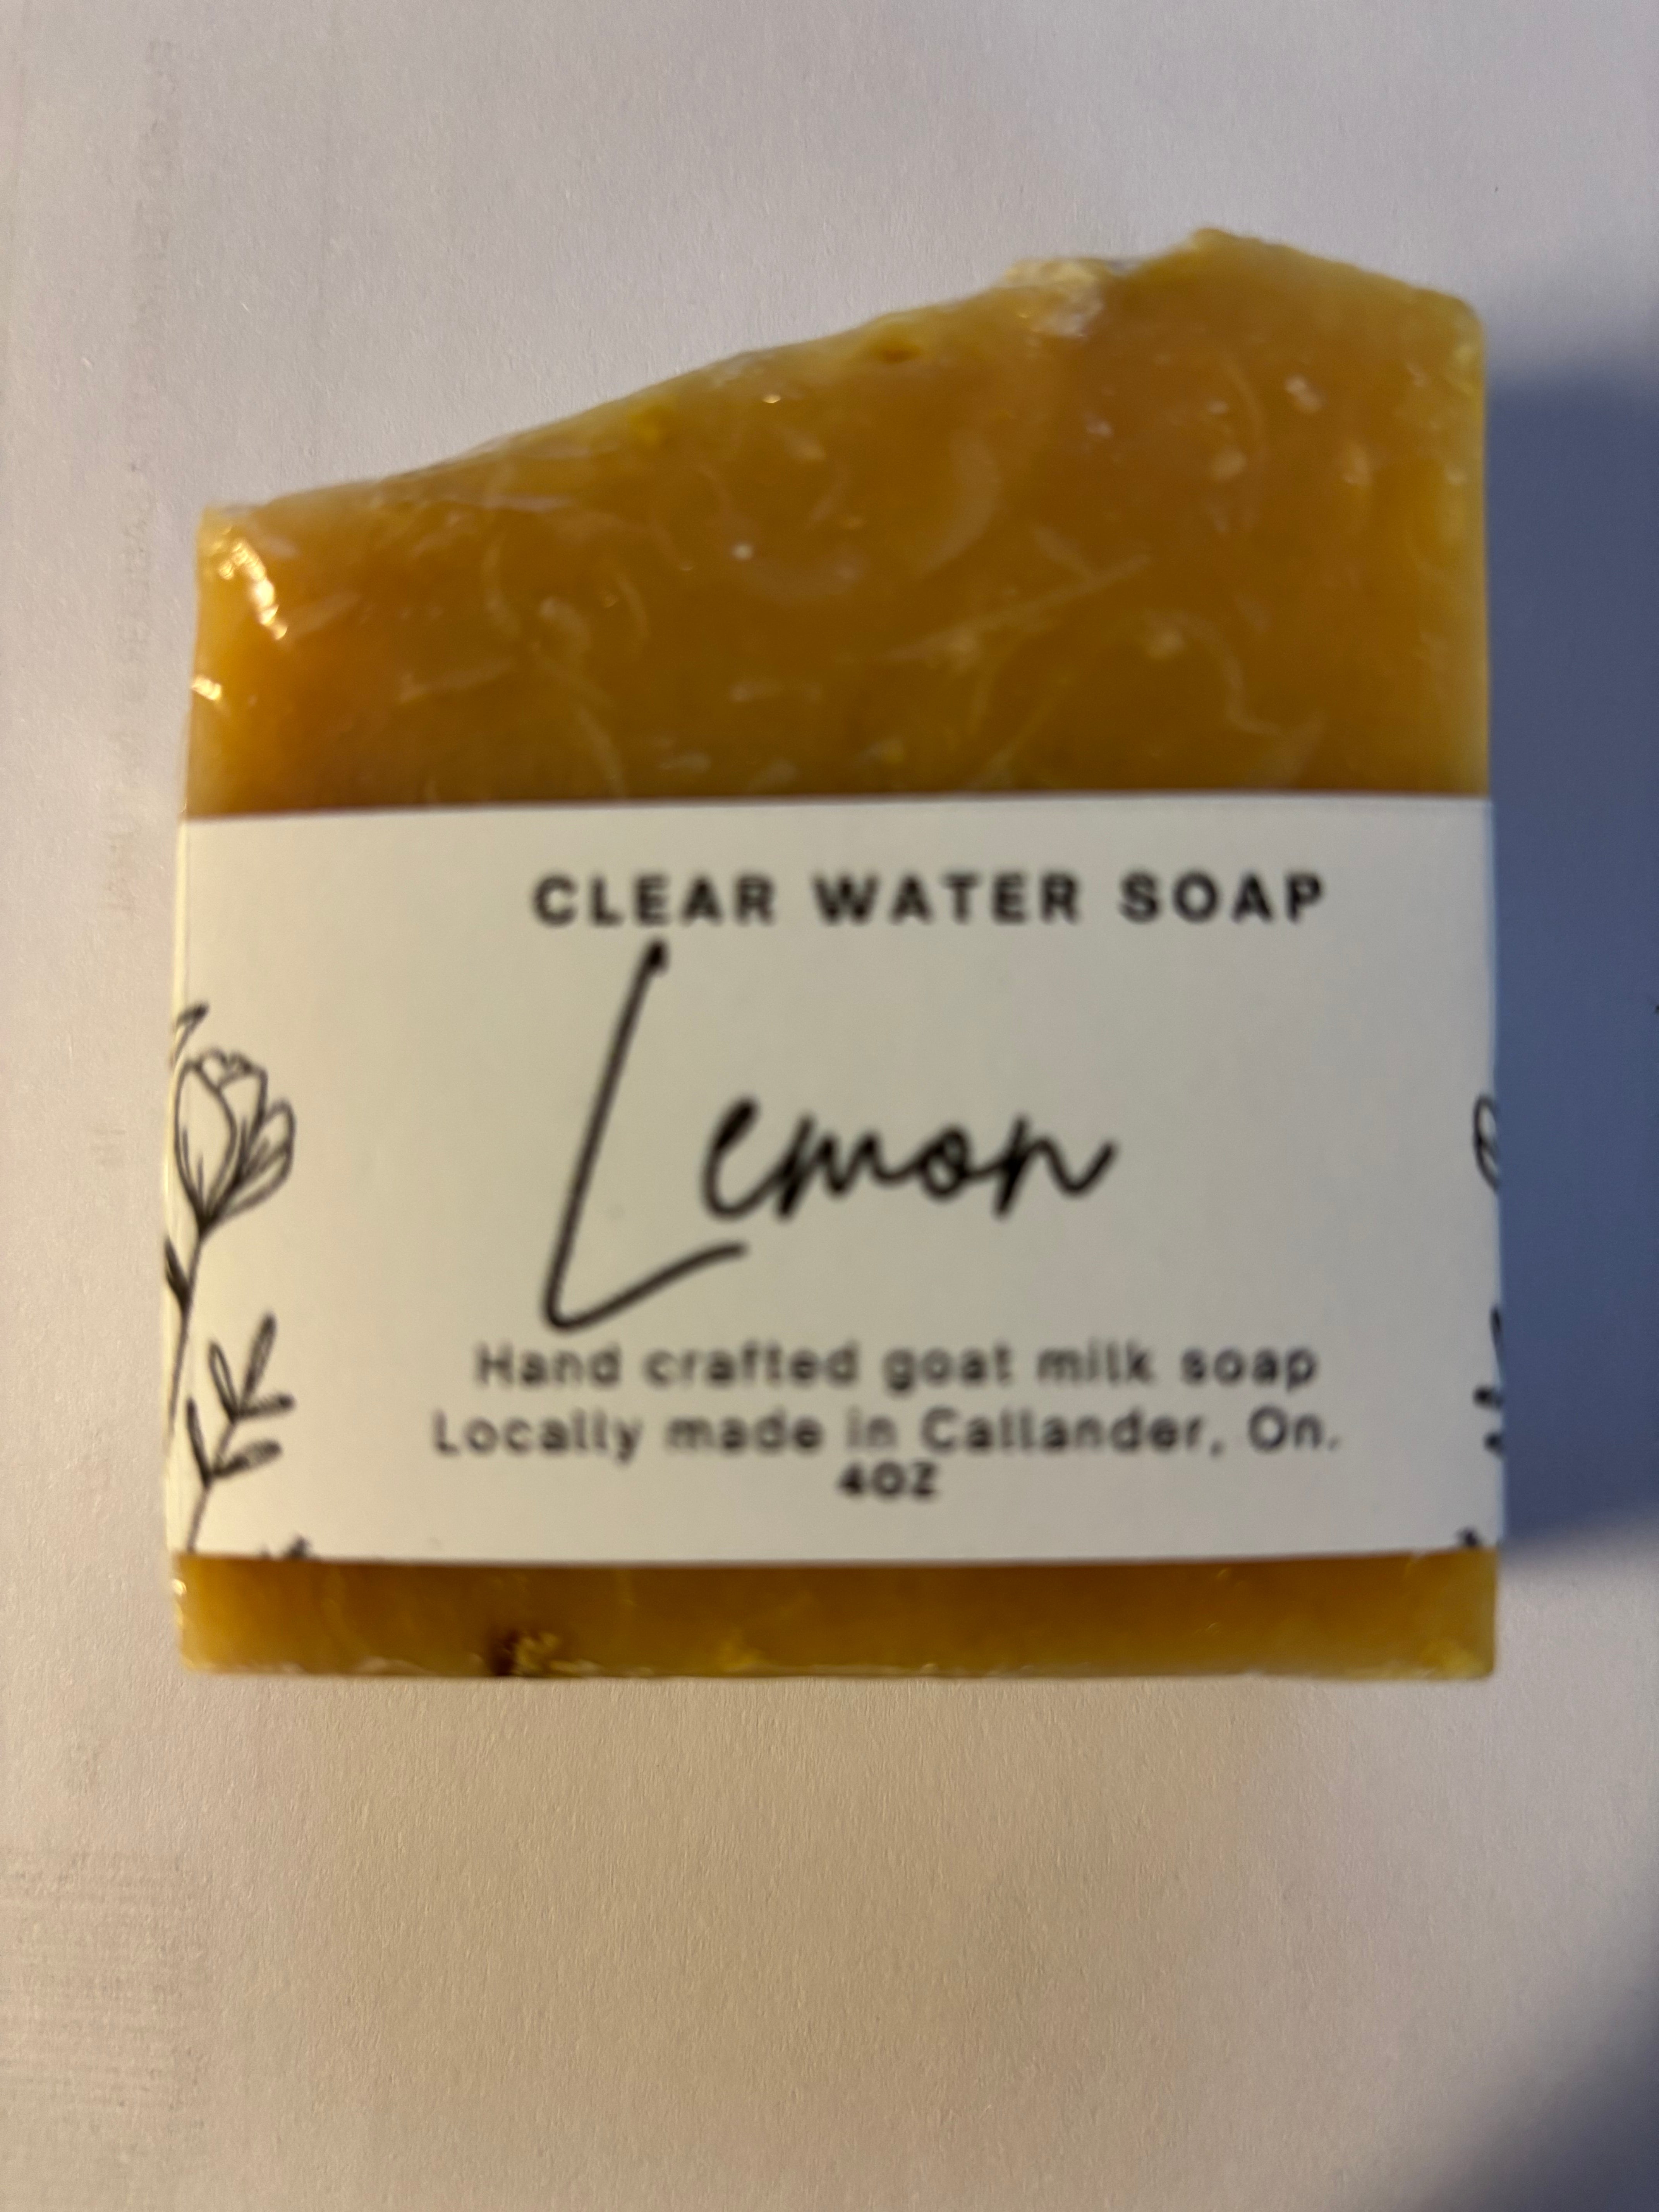 CLEAR WATER SOAP
Lemon
Hand crafted goat milk soap
Locally made in Callander, On.
4OZ